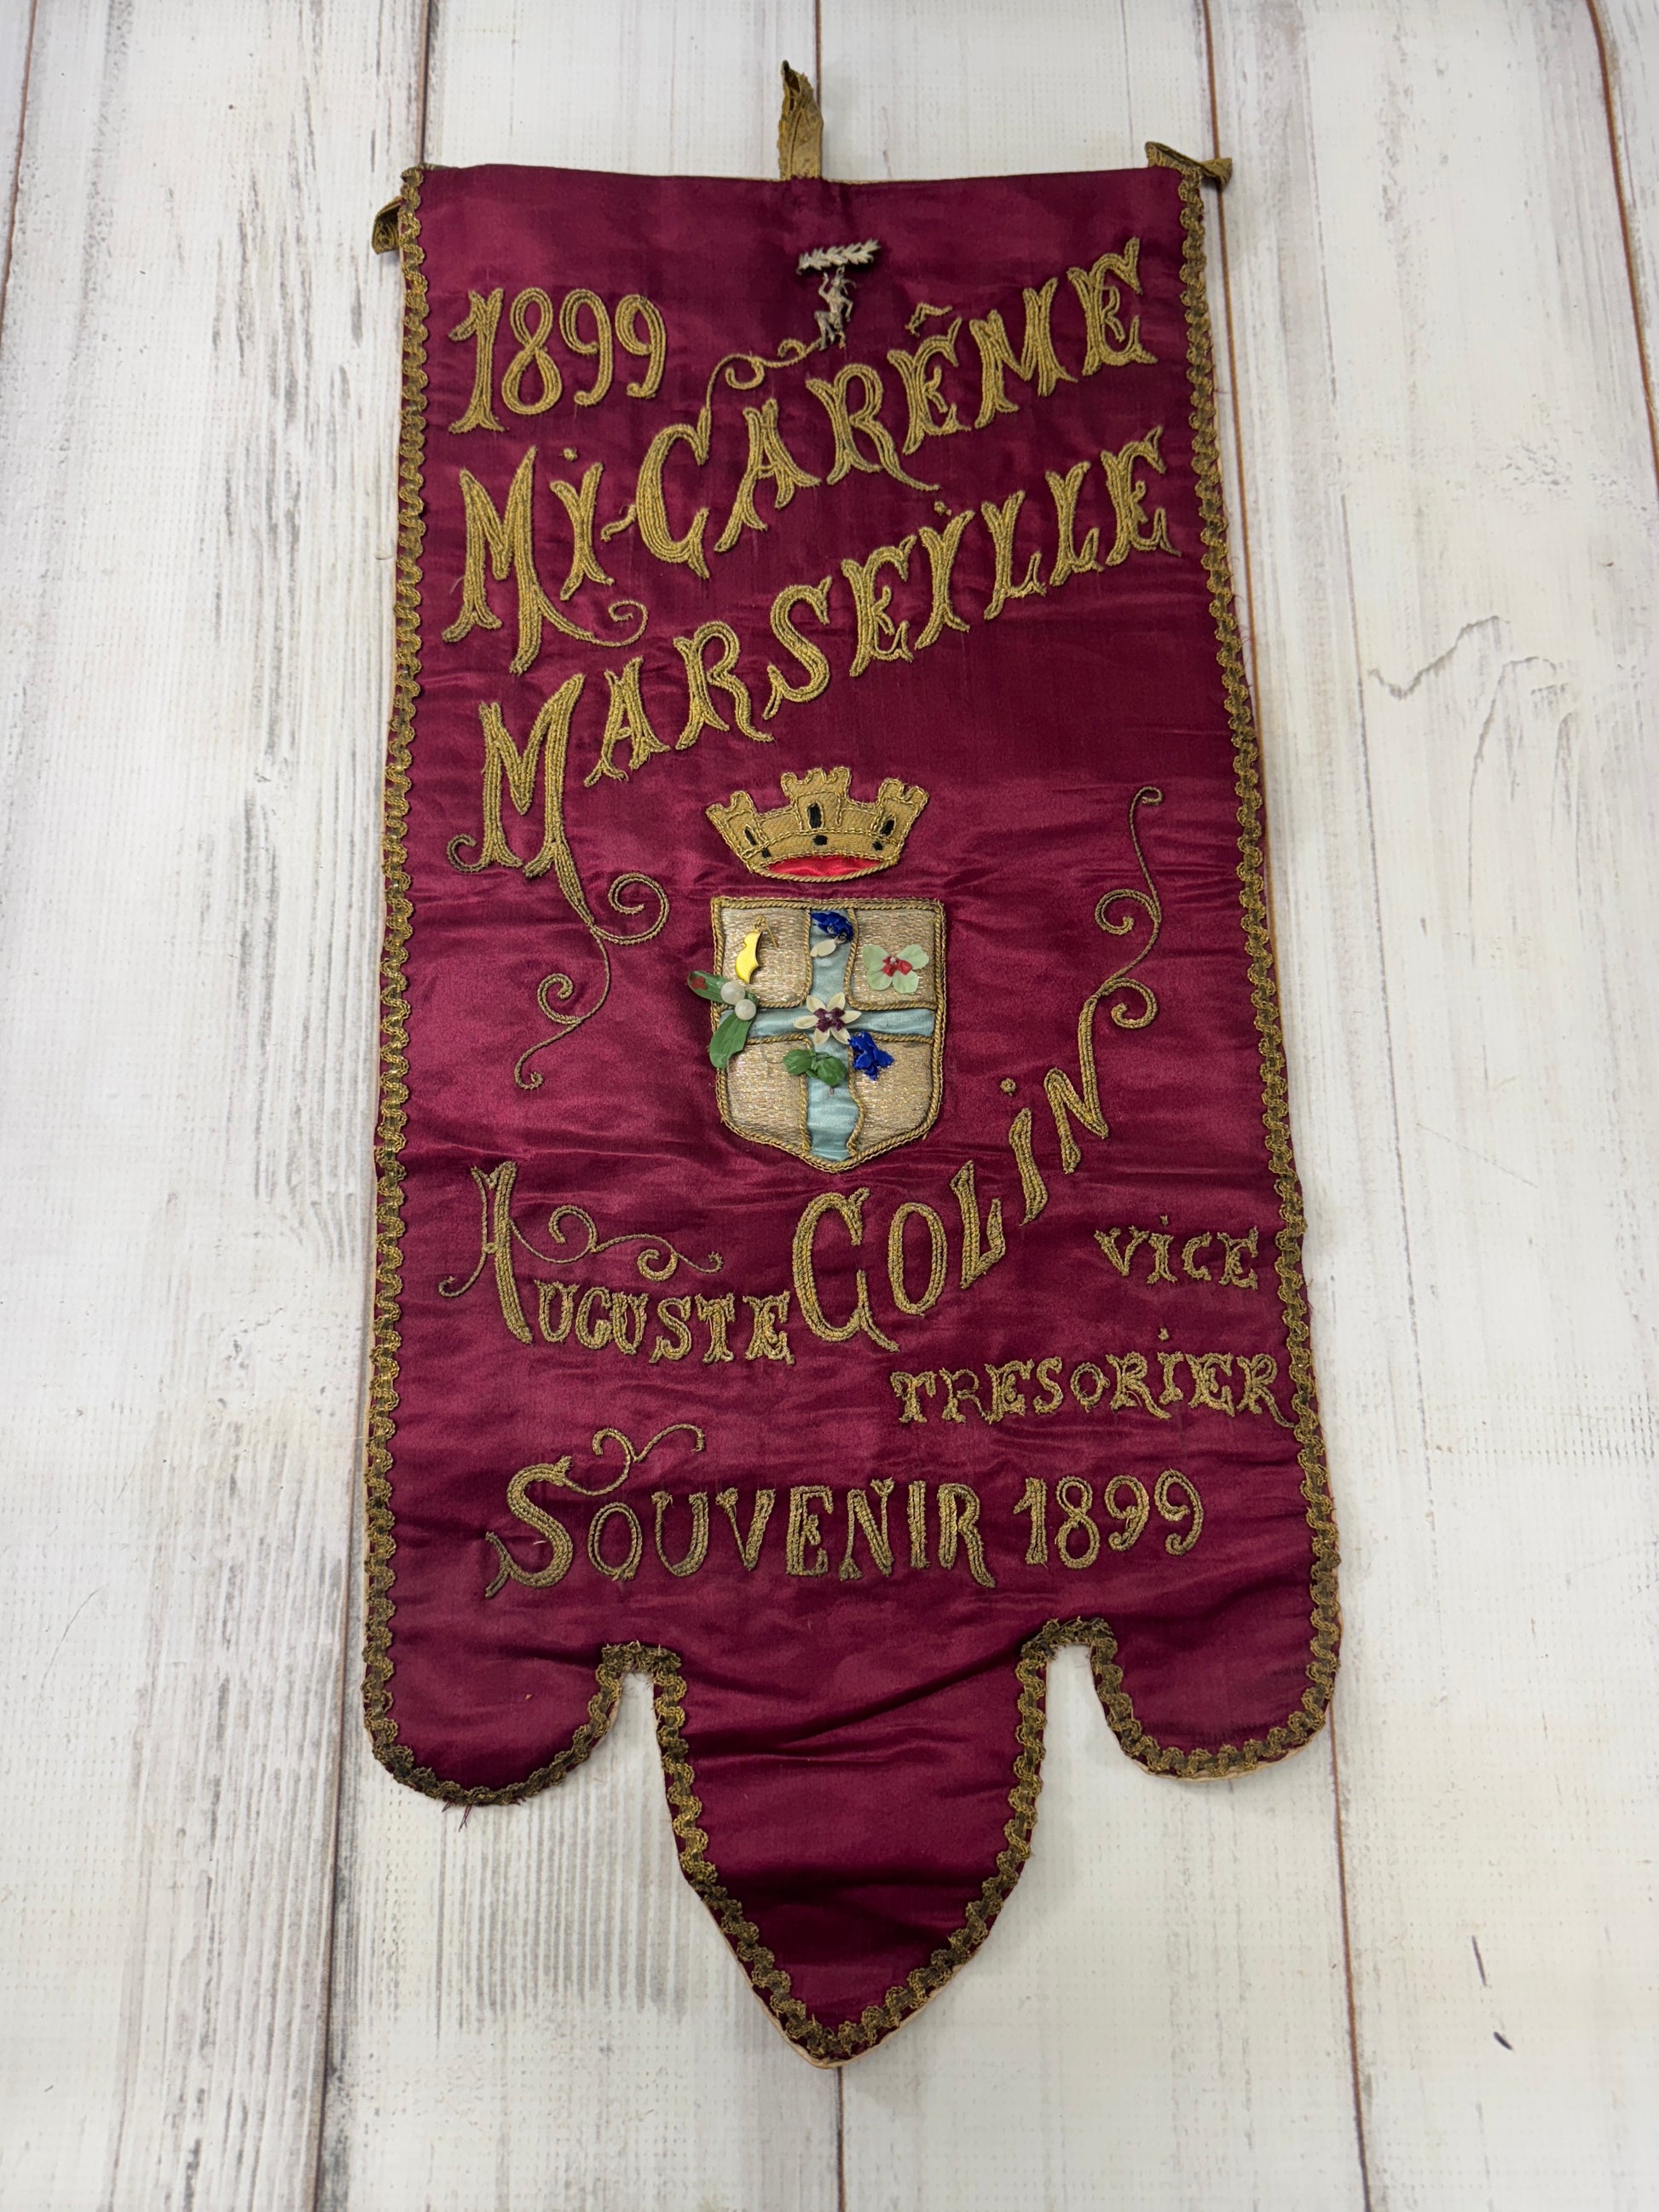 1899
Mi-CARÊME
MARSEiLLE
AUGUSTE COLiN
ViCE
TRESORiER
SOUVENIR 1899